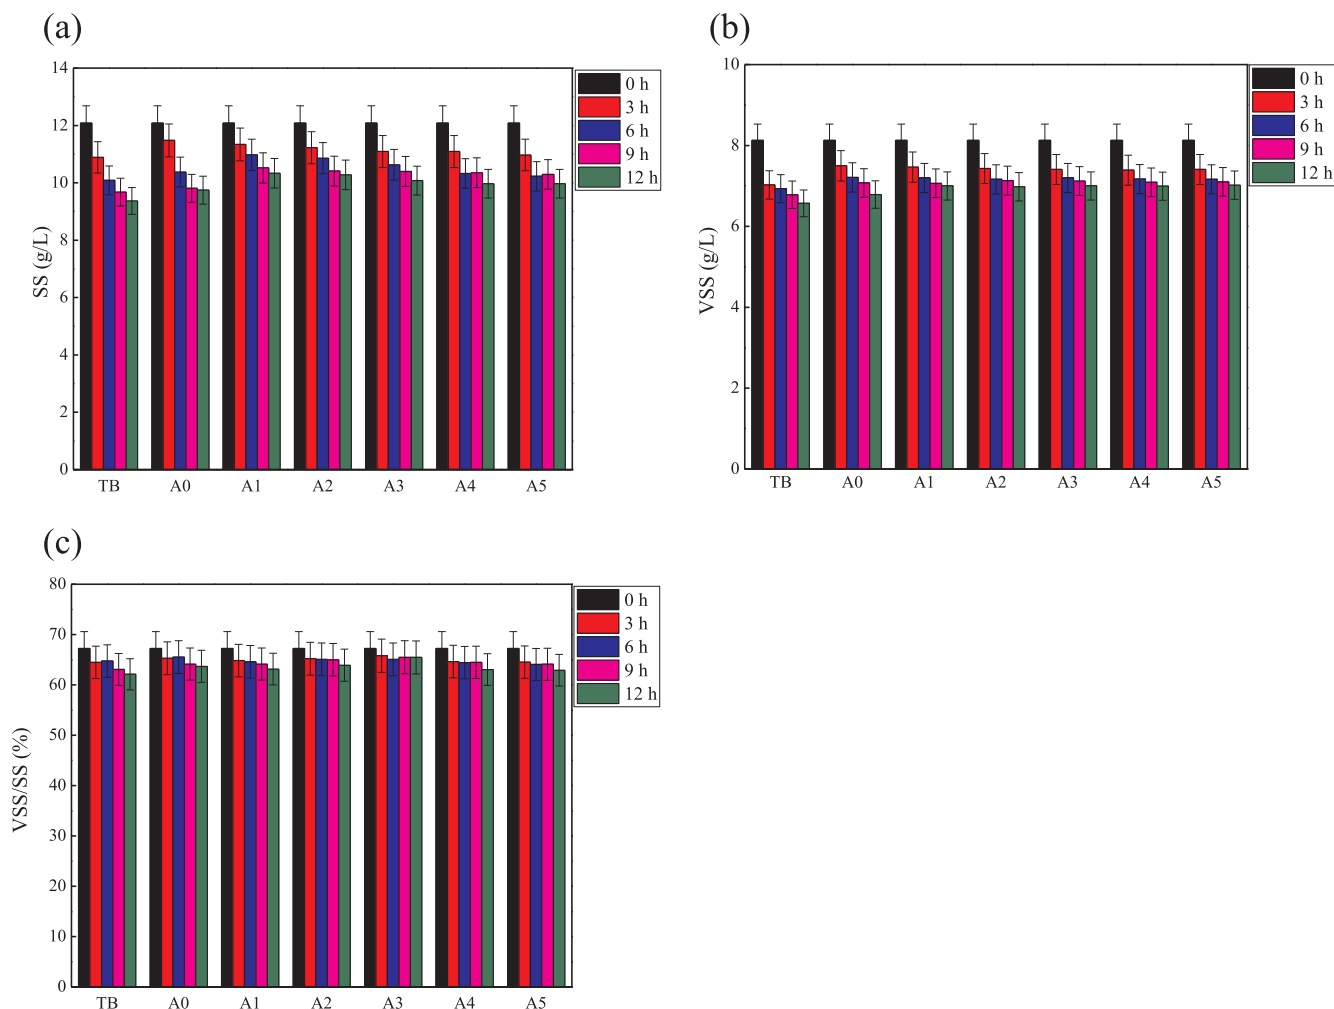 (a)
14
12
10
8
6
4
2
0
SS (g/L)
TB A0 A1 A2 A3 A4 A5
0 h
3 h
6 h
9 h
12 h
(b)
10
8
6
4
2
0
VSS (g/L)
TB A0 A1 A2 A3 A4 A5
0 h
3 h
6 h
9 h
12 h
(c)
80
70
60
50
40
30
20
10
0
VSS/SS (%)
TB A0 A1 A2 A3 A4 A5
0 h
3 h
6 h
9 h
12 h